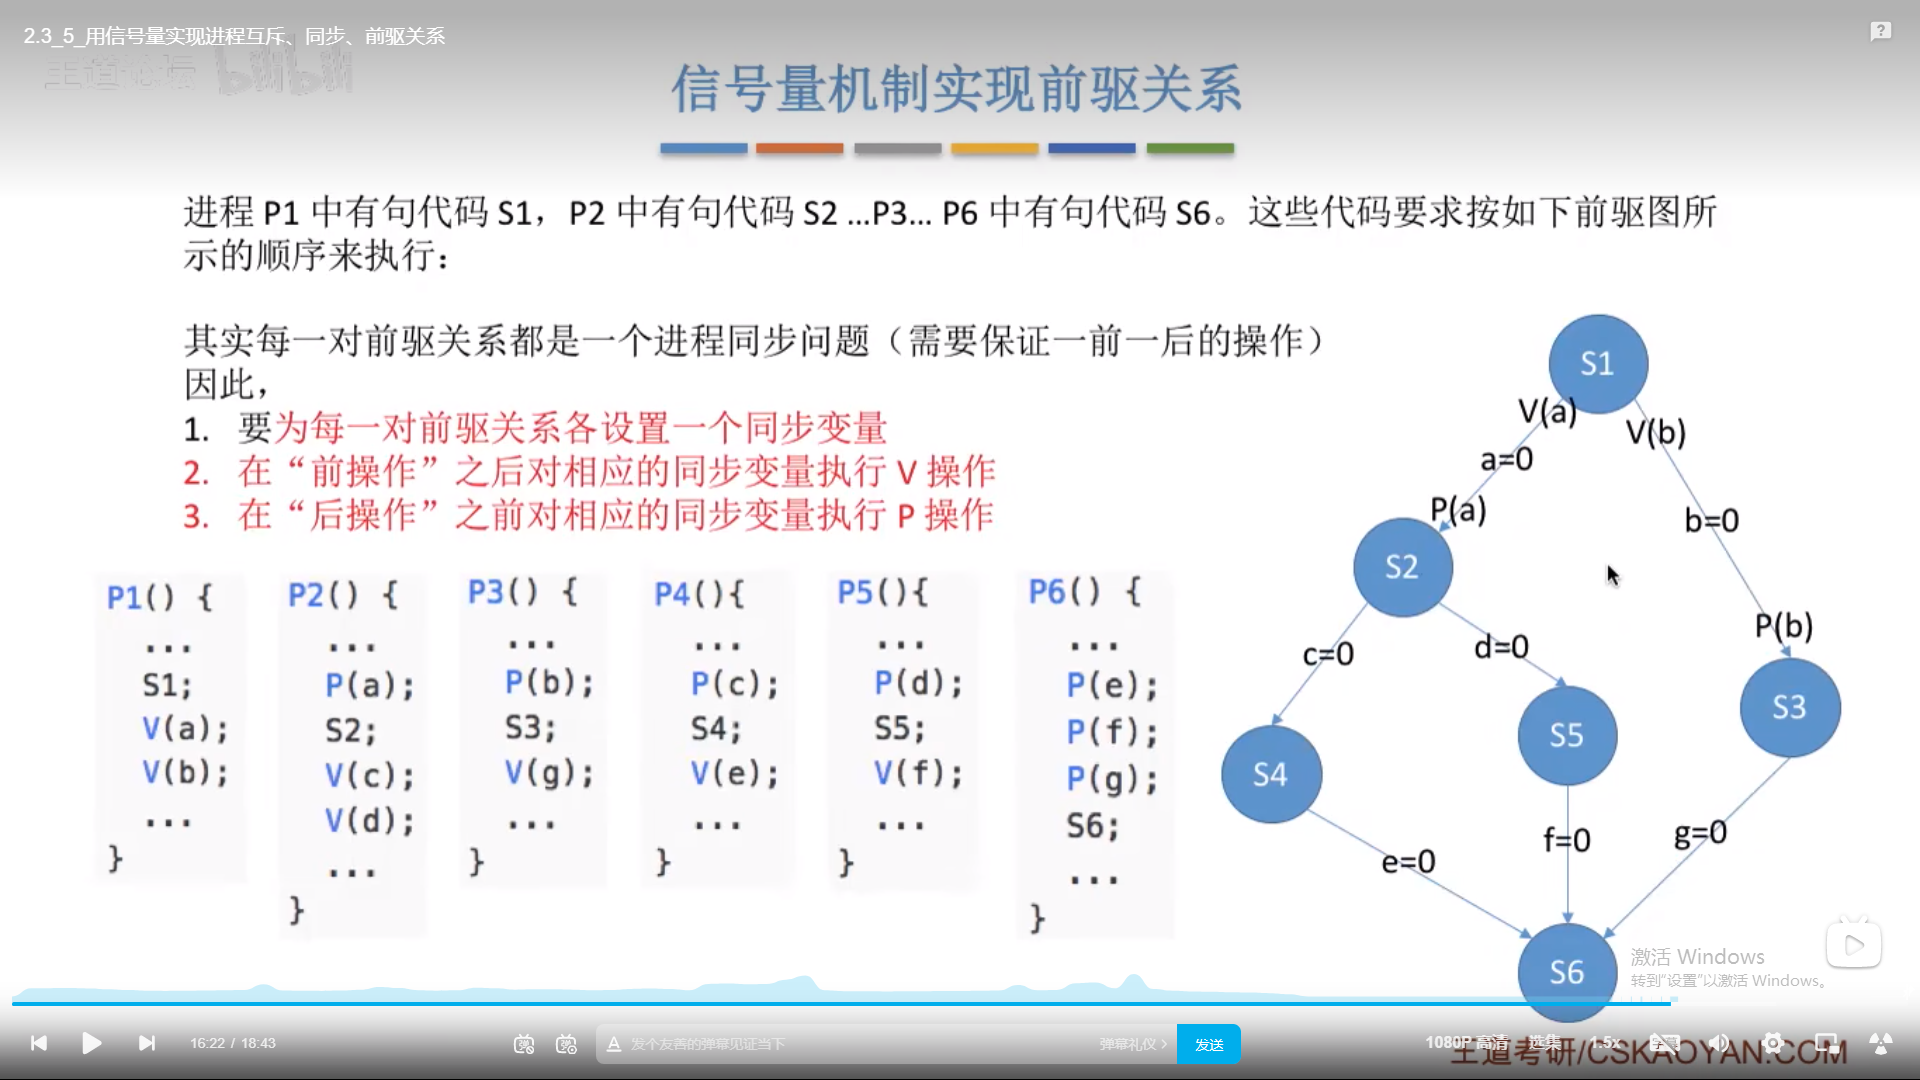 2.3_5_用信号量实现进程互斥、同步、前驱关系
王道论坛 bilibili
信号量机制实现前驱关系
进程 P1 中有句代码 S1，P2 中有句代码 S2 ...P3... P6 中有句代码 S6。这些代码要求按如下前驱图所
示的顺序来执行：
其实每一对前驱关系都是一个进程同步问题（需要保证一前一后的操作）
因此，
1. 要为每一对前驱关系各设置一个同步变量
2. 在“前操作”之后对相应的同步变量执行 V 操作
3. 在“后操作”之前对相应的同步变量执行 P 操作
P1() {
...
S1;
V(a);
V(b);
...
}
P2() {
...
P(a);
S2;
V(c);
V(d);
...
}
P3() {
...
P(b);
S3;
V(g);
...
}
P4(){
...
P(c);
S4;
V(e);
...
}
P5(){
...
P(d);
S5;
V(f);
...
}
P6() {
...
P(e);
P(f);
P(g);
S6;
...
}
S1
V(a)
V(b)
a=0
P(a)
b=0
S2
P(b)
c=0
d=0
S3
S5
S4
f=0
g=0
e=0
S6
激活 Windows
转到“设置”以激活 Windows。
16:22 / 18:43
发个友善的弹幕见证当下
弹幕礼仪 >
发送
1080P 高清
选集
1.5x
王道考研/CSKAOYAN.COM